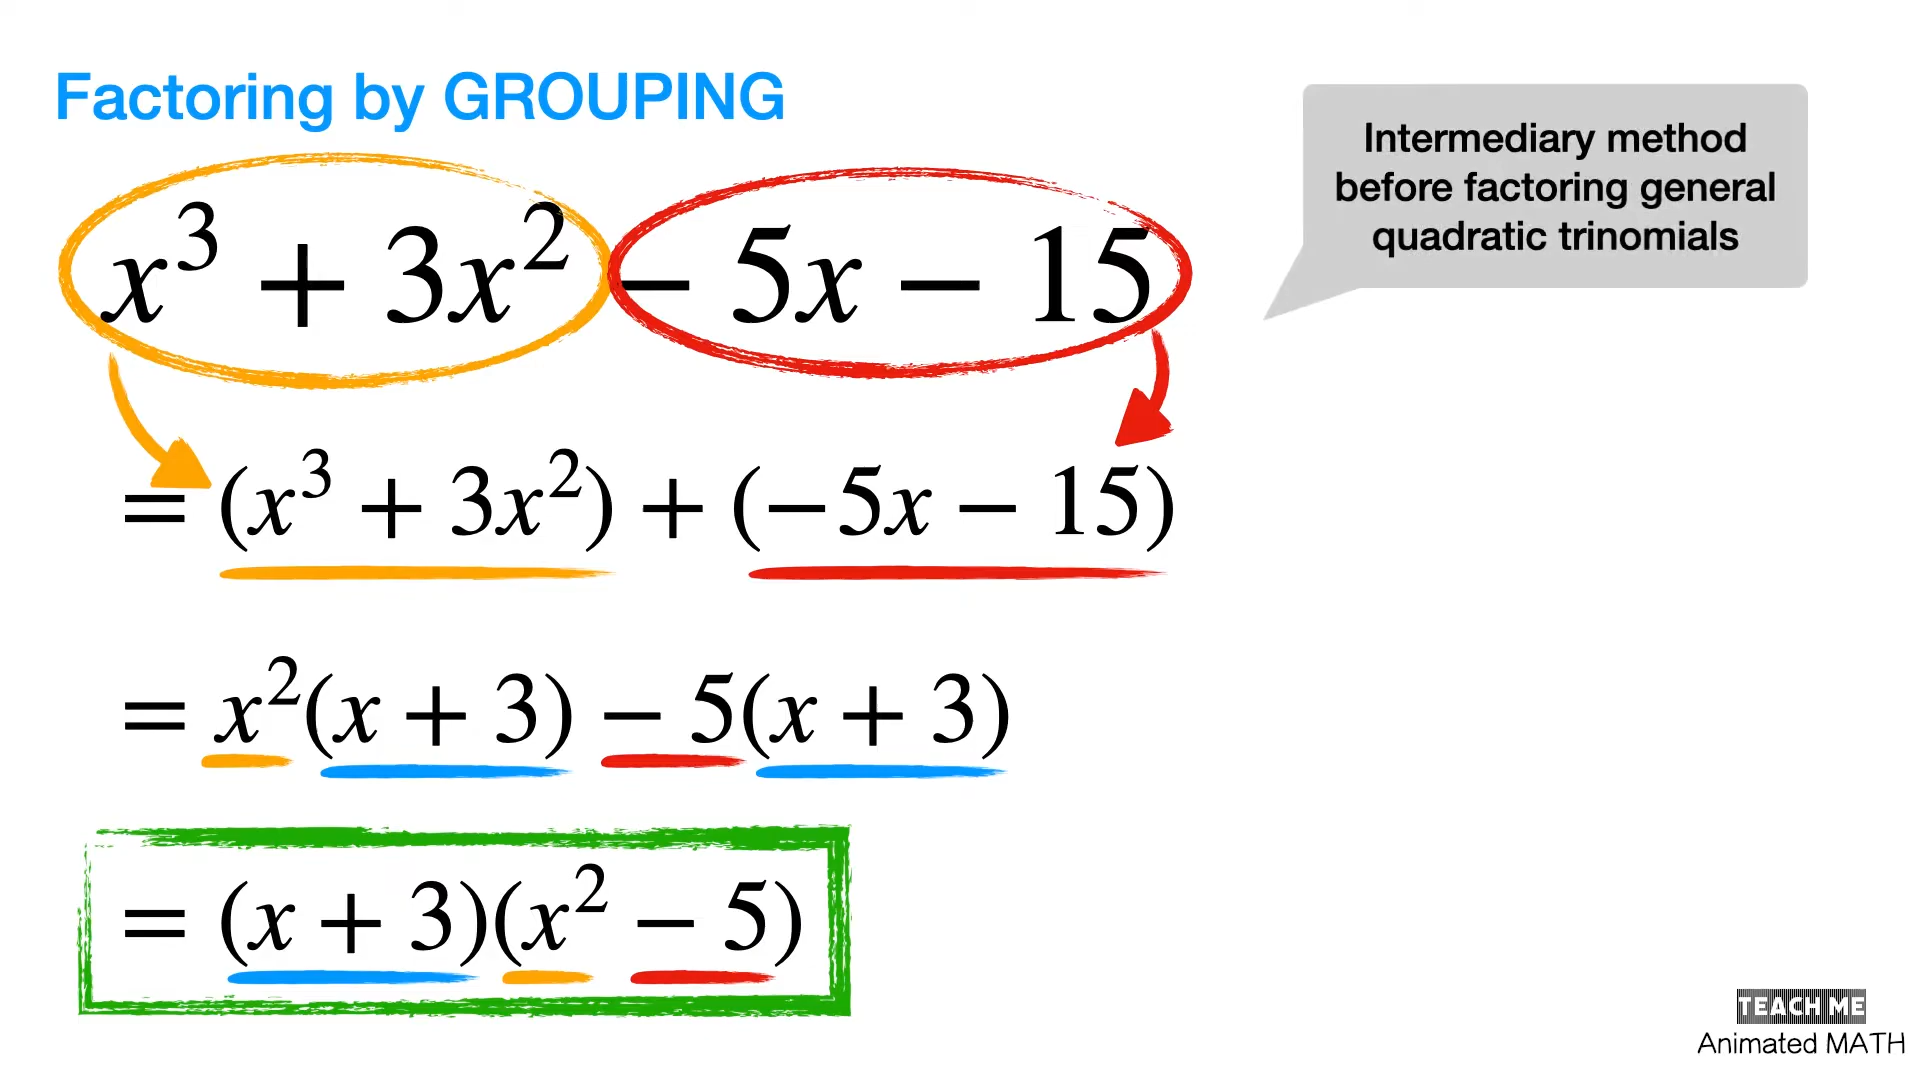 Factoring by GROUPING
Intermediary method
before factoring general
quadratic trinomials
x³ + 3x² − 5x − 15
= (x³ + 3x²) + (−5x − 15)
= x²(x + 3) − 5(x + 3)
= (x + 3)(x² − 5)
TEACH ME
Animated MATH